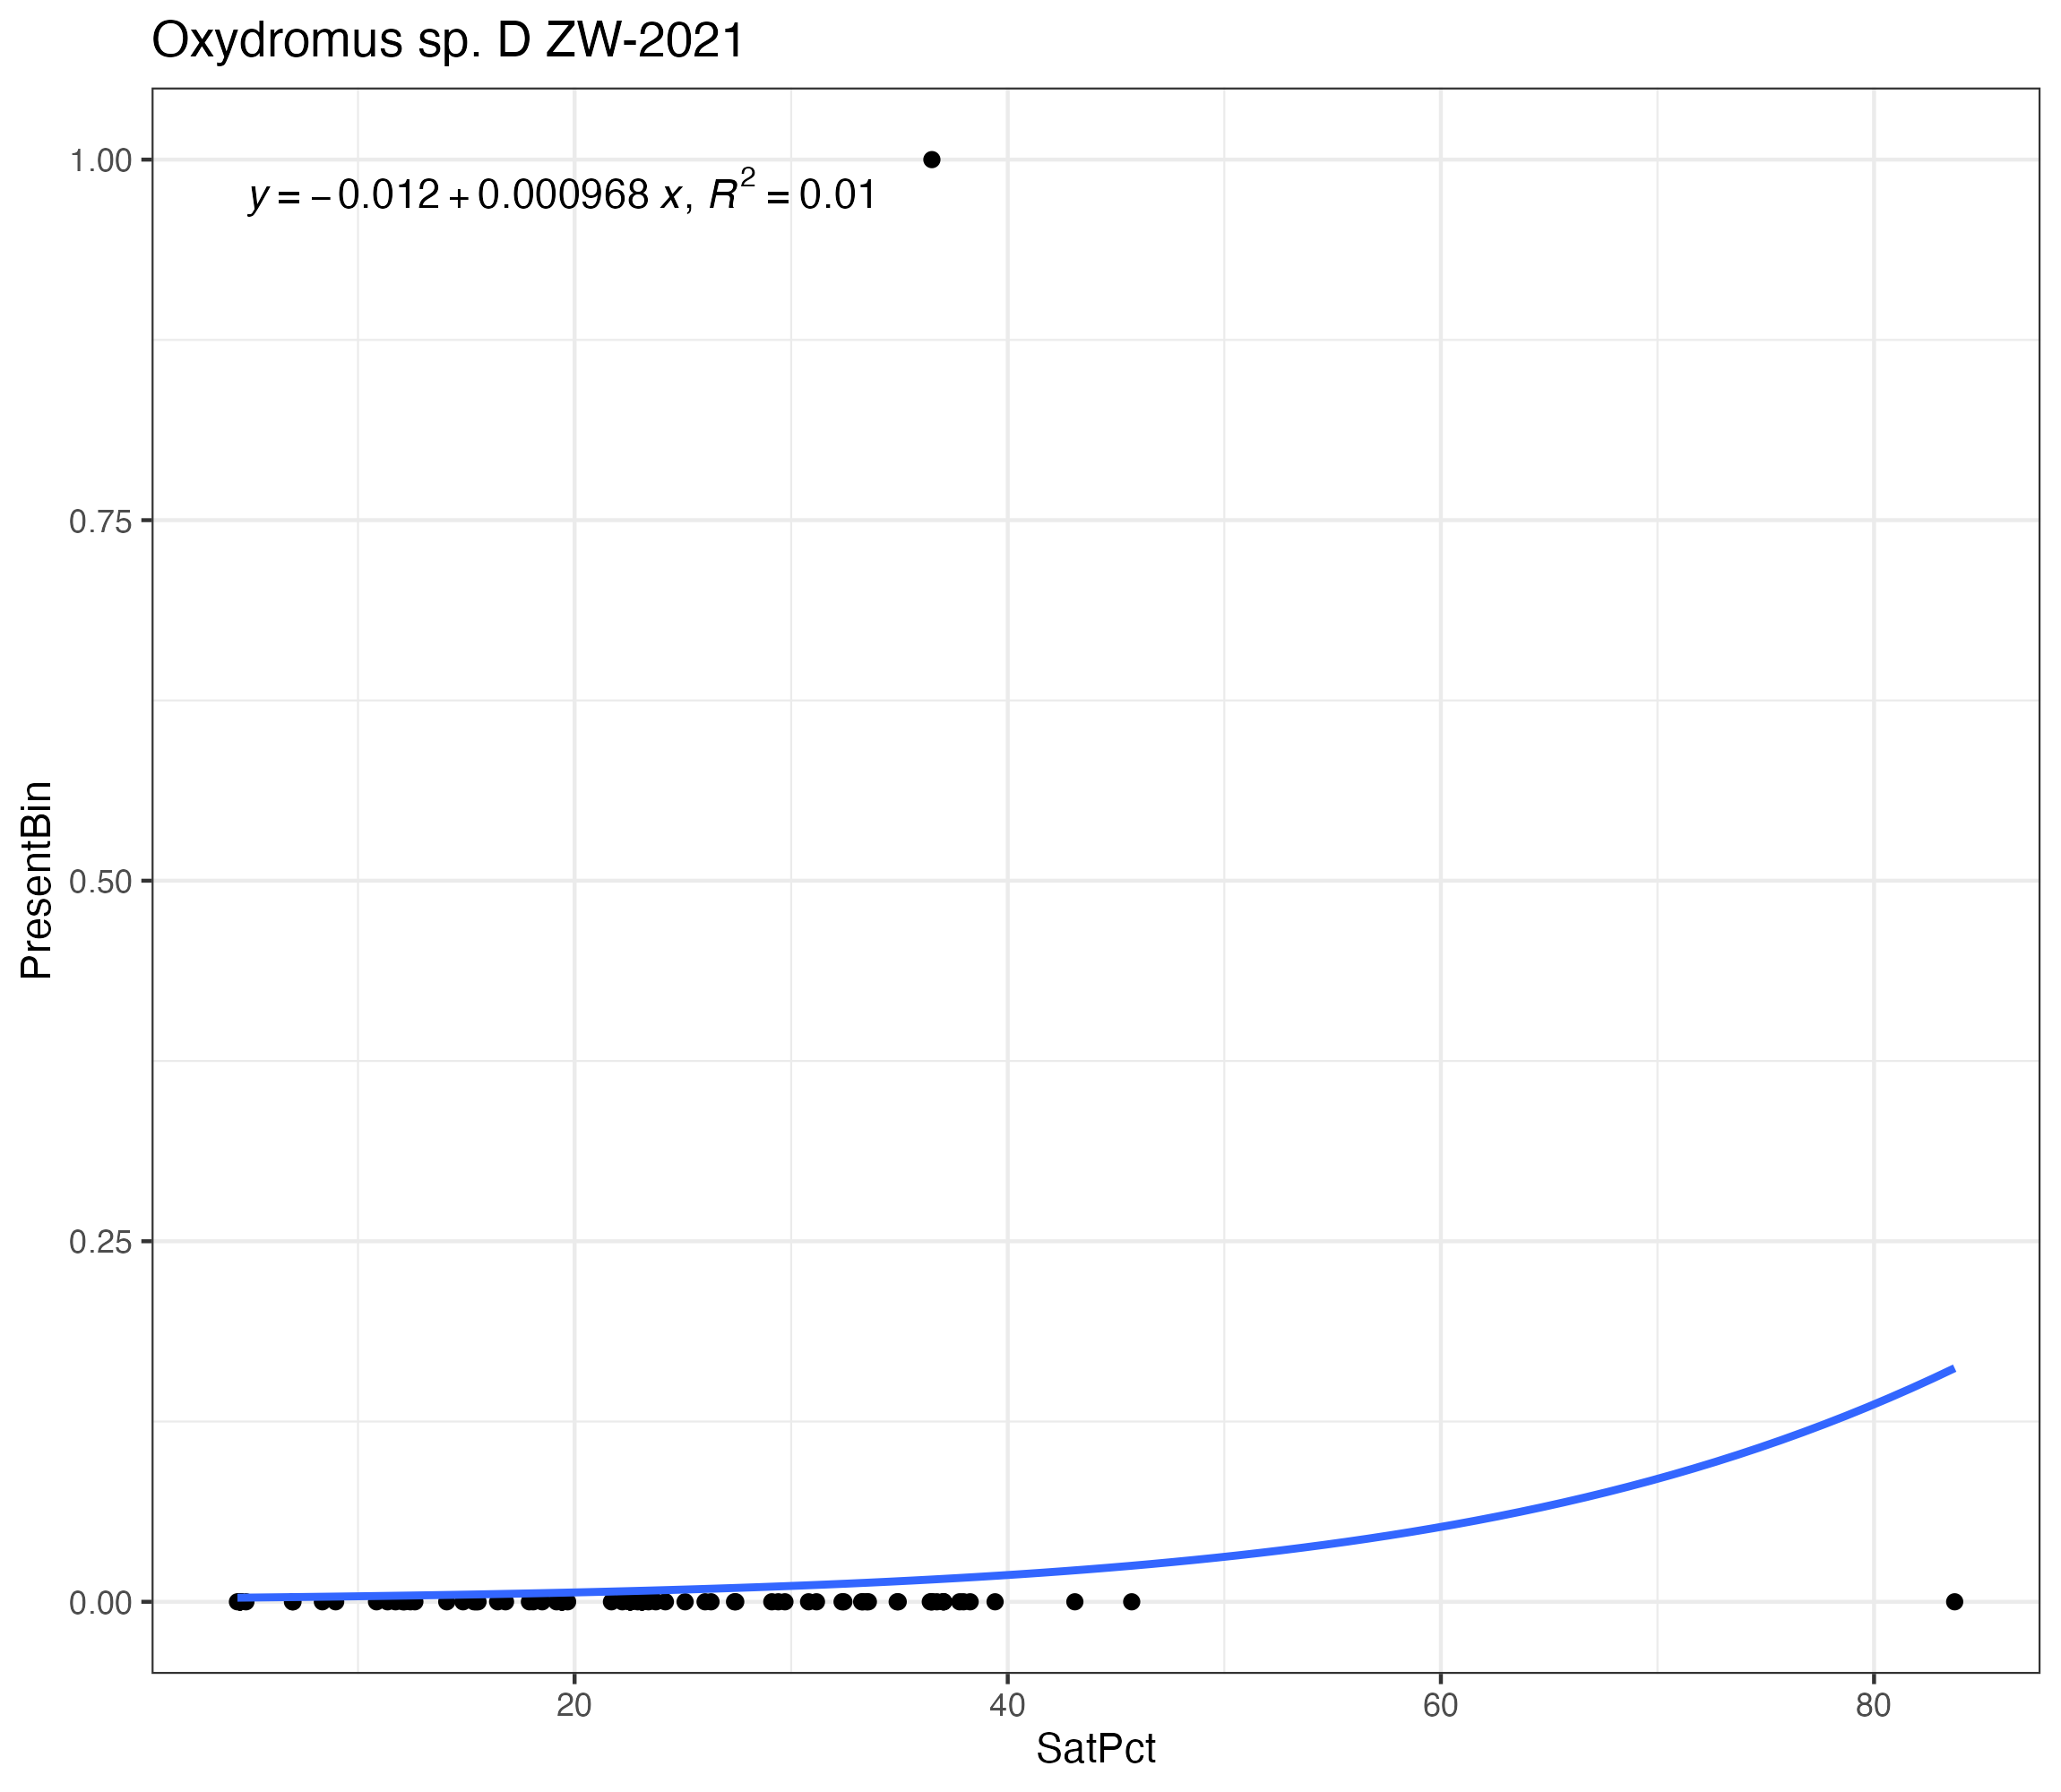 Oxydromus sp. D ZW-2021
y = −0.012 + 0.000968 x, R² = 0.01
1.00
0.75
0.50
0.25
0.00
PresentBin
20 40 60 80
SatPct